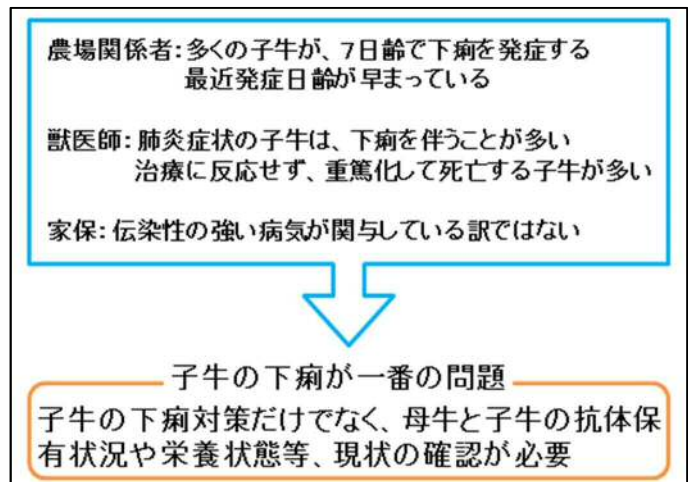 農場関係者：多くの子牛が、7日齢で下痢を発症する
最近発症日齢が早まっている
獣医師：肺炎症状の子牛は、下痢を伴うことが多い
治療に反応せず、重篤化して死亡する子牛が多い
家保：伝染性の強い病気が関与している訳ではない
子牛の下痢が一番の問題
子牛の下痢対策だけでなく、母牛と子牛の抗体保
有状況や栄養状態等、現状の確認が必要